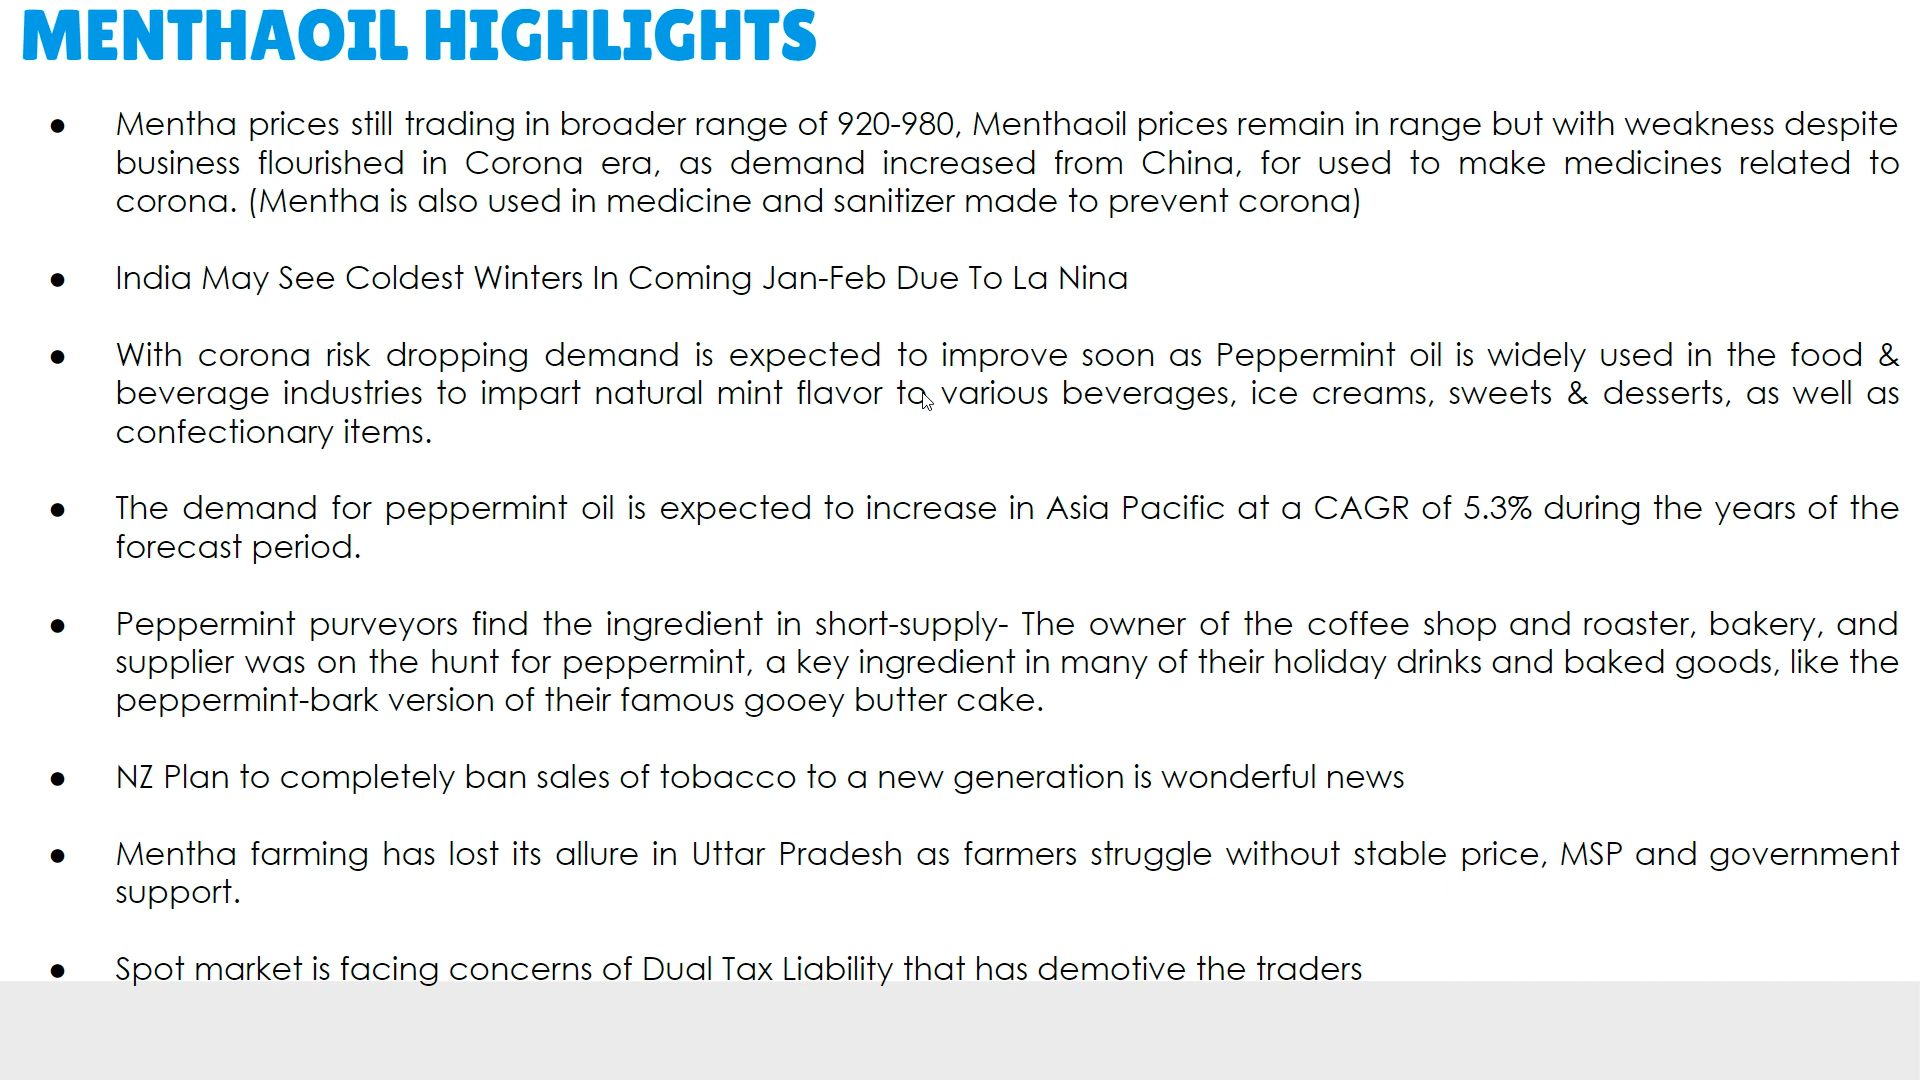 MENTHAOIL HIGHLIGHTS
● Mentha prices still trading in broader range of 920-980, Menthaoil prices remain in range but with weakness despite
business flourished in Corona era, as demand increased from China, for used to make medicines related to
corona. (Mentha is also used in medicine and sanitizer made to prevent corona)
● India May See Coldest Winters In Coming Jan-Feb Due To La Nina
● With corona risk dropping demand is expected to improve soon as Peppermint oil is widely used in the food &
beverage industries to impart natural mint flavor to various beverages, ice creams, sweets & desserts, as well as
confectionary items.
● The demand for peppermint oil is expected to increase in Asia Pacific at a CAGR of 5.3% during the years of the
forecast period.
● Peppermint purveyors find the ingredient in short-supply- The owner of the coffee shop and roaster, bakery, and
supplier was on the hunt for peppermint, a key ingredient in many of their holiday drinks and baked goods, like the
peppermint-bark version of their famous gooey butter cake.
● NZ Plan to completely ban sales of tobacco to a new generation is wonderful news
● Mentha farming has lost its allure in Uttar Pradesh as farmers struggle without stable price, MSP and government
support.
● Spot market is facing concerns of Dual Tax Liability that has demotive the traders